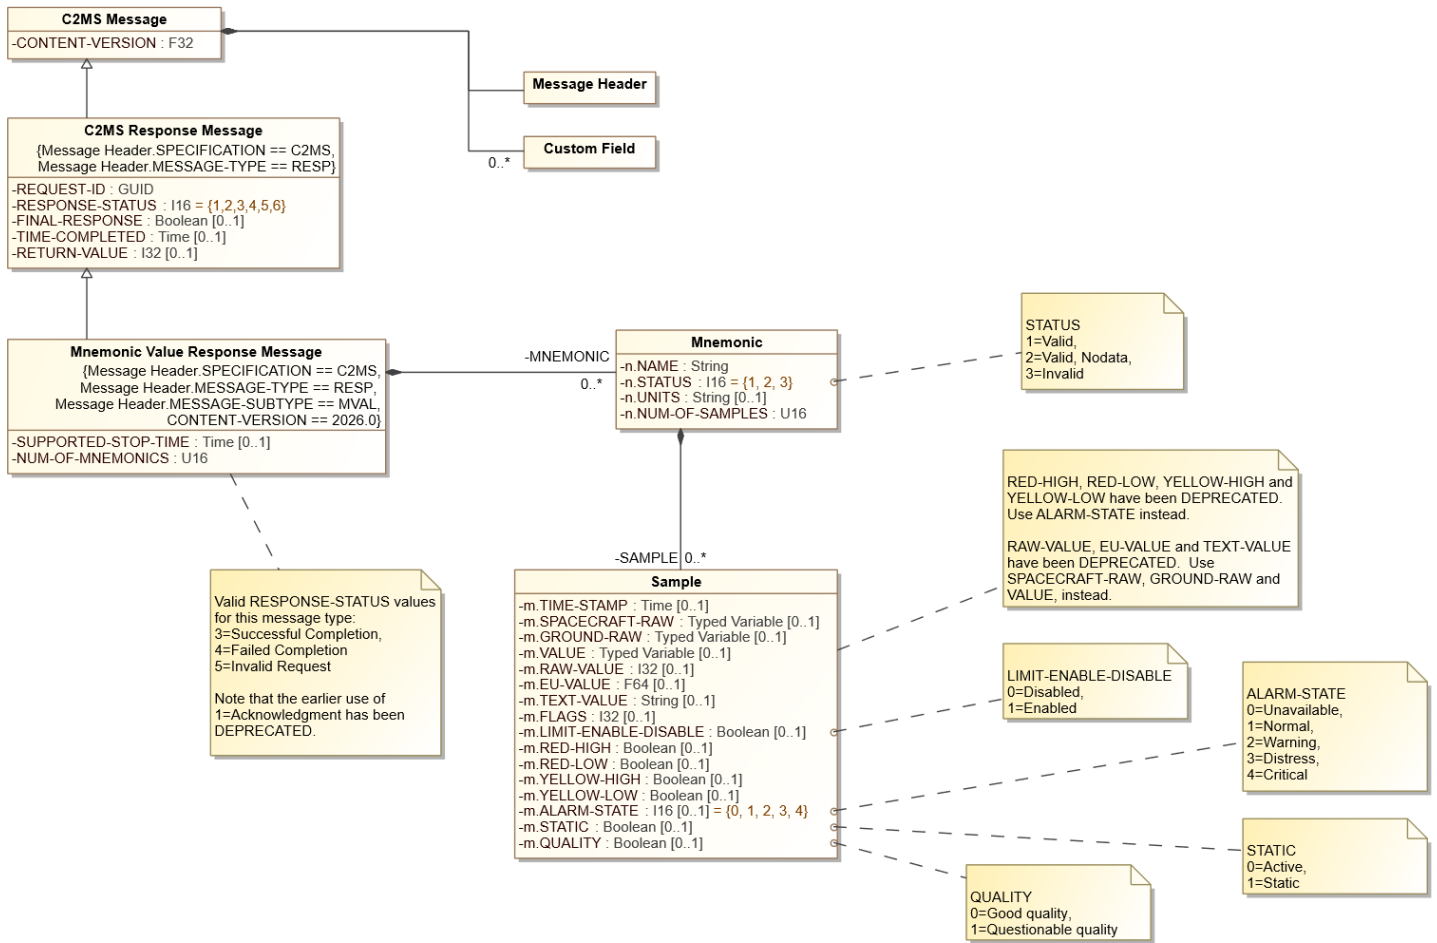 C2MS Message
-CONTENT-VERSION : F32
Message Header
Custom Field
0..*
C2MS Response Message
{Message Header.SPECIFICATION == C2MS,
Message Header.MESSAGE-TYPE == RESP}
-REQUEST-ID : GUID
-RESPONSE-STATUS : I16 = {1,2,3,4,5,6}
-FINAL-RESPONSE : Boolean [0..1]
-TIME-COMPLETED : Time [0..1]
-RETURN-VALUE : I32 [0..1]
Mnemonic Value Response Message
{Message Header.SPECIFICATION == C2MS,
Message Header.MESSAGE-TYPE == RESP,
Message Header.MESSAGE-SUBTYPE == MVAL,
CONTENT-VERSION == 2026.0}
-SUPPORTED-STOP-TIME : Time [0..1]
-NUM-OF-MNEMONICS : U16
-MNEMONIC
0..*
Mnemonic
-n.NAME : String
-n.STATUS : I16 = {1, 2, 3}
-n.UNITS : String [0..1]
-n.NUM-OF-SAMPLES : U16
STATUS
1=Valid,
2=Valid, Nodata,
3=Invalid
Valid RESPONSE-STATUS values
for this message type:
3=Successful Completion,
4=Failed Completion
5=Invalid Request
Note that the earlier use of
1=Acknowledgment has been
DEPRECATED.
-SAMPLE 0..*
Sample
-m.TIME-STAMP : Time [0..1]
-m.SPACECRAFT-RAW : Typed Variable [0..1]
-m.GROUND-RAW : Typed Variable [0..1]
-m.VALUE : Typed Variable [0..1]
-m.RAW-VALUE : I32 [0..1]
-m.EU-VALUE : F64 [0..1]
-m.TEXT-VALUE : String [0..1]
-m.FLAGS : I32 [0..1]
-m.LIMIT-ENABLE-DISABLE : Boolean [0..1]
-m.RED-HIGH : Boolean [0..1]
-m.RED-LOW : Boolean [0..1]
-m.YELLOW-HIGH : Boolean [0..1]
-m.YELLOW-LOW : Boolean [0..1]
-m.ALARM-STATE : I16 [0..1] = {0, 1, 2, 3, 4}
-m.STATIC : Boolean [0..1]
-m.QUALITY : Boolean [0..1]
RED-HIGH, RED-LOW, YELLOW-HIGH and
YELLOW-LOW have been DEPRECATED.
Use ALARM-STATE instead.
RAW-VALUE, EU-VALUE and TEXT-VALUE
have been DEPRECATED. Use
SPACECRAFT-RAW, GROUND-RAW and
VALUE, instead.
LIMIT-ENABLE-DISABLE
0=Disabled,
1=Enabled
ALARM-STATE
0=Unavailable,
1=Normal,
2=Warning,
3=Distress,
4=Critical
STATIC
0=Active,
1=Static
QUALITY
0=Good quality,
1=Questionable quality